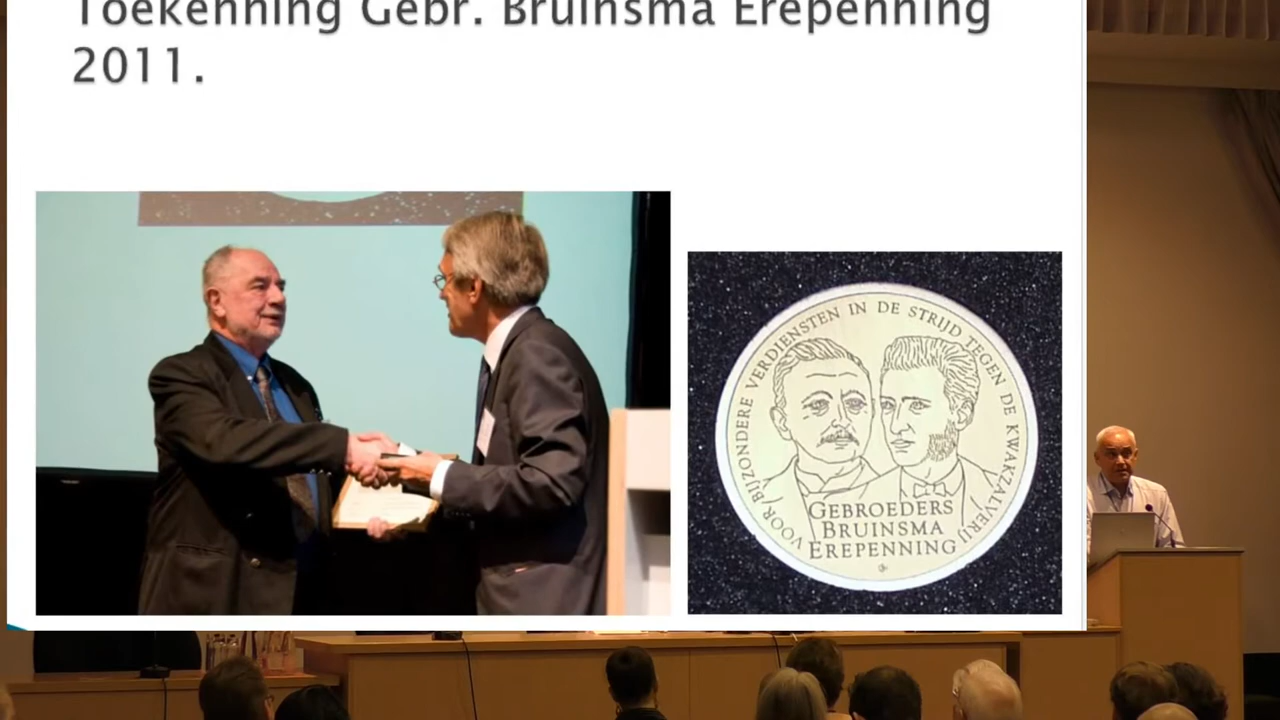 Toekenning Gebr. Bruinsma Erepenning
2011.
VOOR BIJZONDERE VERDIENSTEN IN DE STRIJD TEGEN DE KWAKZALVERIJ
GEBROEDERS
BRUINSMA
EREPENNING